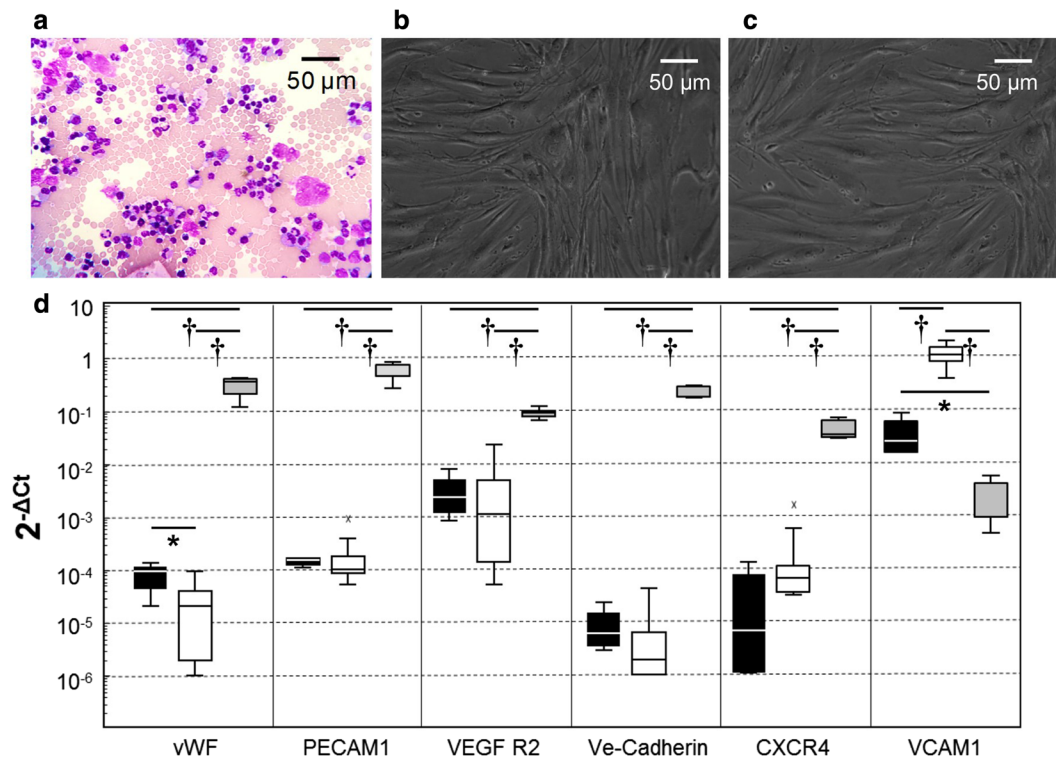 a
50 µm
b
50 µm
c
50 µm
d
2^-ΔCt
10
1
10^-1
10^-2
10^-3
10^-4
10^-5
10^-6
† † † † † † † † † † † †
*
*
x
x
vWF PECAM1 VEGF R2 Ve-Cadherin CXCR4 VCAM1